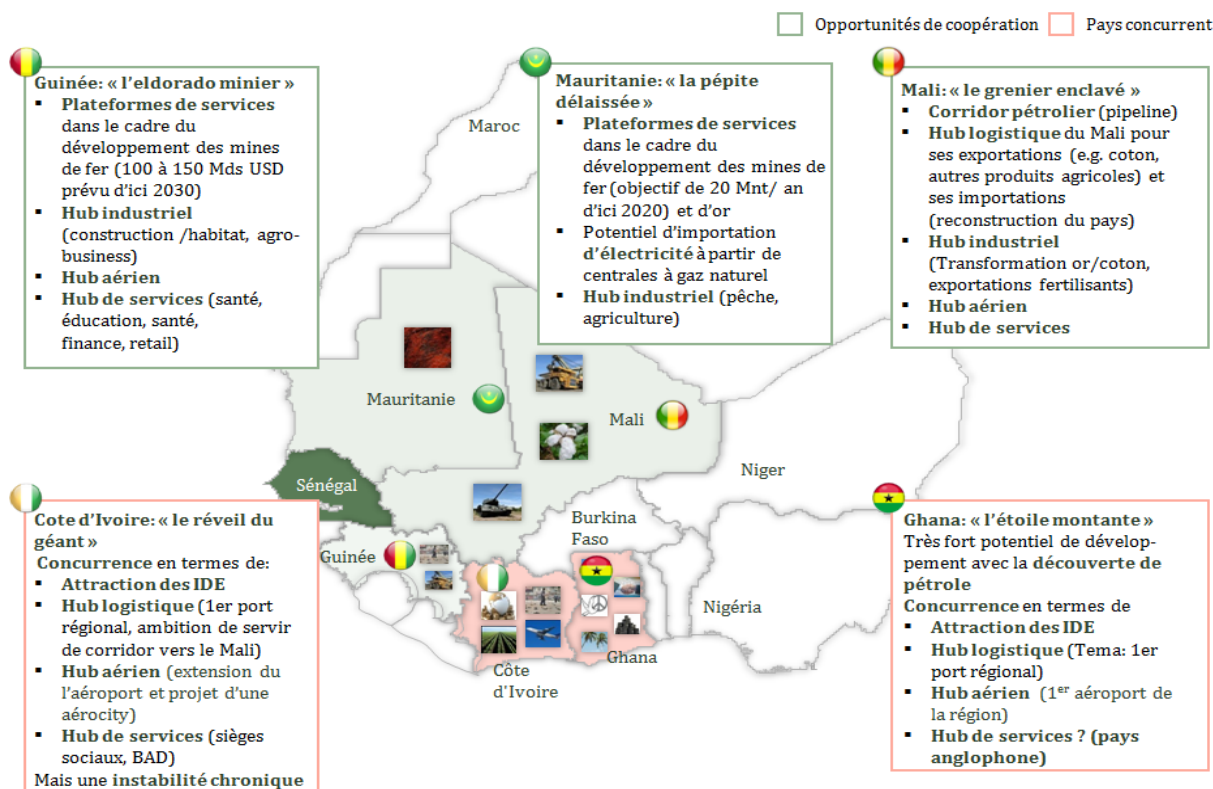 Opportunités de coopération
Pays concurrent
Guinée: « l’eldorado minier »
▪ Plateformes de services
dans le cadre du
développement des mines
de fer (100 à 150 Mds USD
prévu d’ici 2030)
▪ Hub industriel
(construction /habitat, agro-
business)
▪ Hub aérien
▪ Hub de services (santé,
éducation, santé,
finance, retail)
Mauritanie: « la pépite
délaissée »
▪ Plateformes de services
dans le cadre du
développement des mines de
fer (objectif de 20 Mnt/ an
d’ici 2020) et d’or
▪ Potentiel d’importation
d’électricité à partir de
centrales à gaz naturel
▪ Hub industriel (pêche,
agriculture)
Mali: « le grenier enclavé »
▪ Corridor pétrolier (pipeline)
▪ Hub logistique du Mali pour
ses exportations (e.g. coton,
autres produits agricoles) et
ses importations
(reconstruction du pays)
▪ Hub industriel
(Transformation or/coton,
exportations fertilisants)
▪ Hub aérien
▪ Hub de services
Maroc
Mauritanie
Mali
Niger
Sénégal
Burkina
Faso
Guinée
Nigéria
Ghana
Côte
d'Ivoire
Cote d’Ivoire: « le réveil du
géant »
Concurrence en termes de:
▪ Attraction des IDE
▪ Hub logistique (1er port
régional, ambition de servir
de corridor vers le Mali)
▪ Hub aérien (extension du
l’aéroport et projet d’une
aérocity)
▪ Hub de services (sièges
sociaux, BAD)
Mais une instabilité chronique
Ghana: « l’étoile montante »
Très fort potentiel de dévelop-
pement avec la découverte de
pétrole
Concurrence en termes de
▪ Attraction des IDE
▪ Hub logistique (Tema: 1er
port régional)
▪ Hub aérien (1er aéroport de
la région)
▪ Hub de services ? (pays
anglophone)